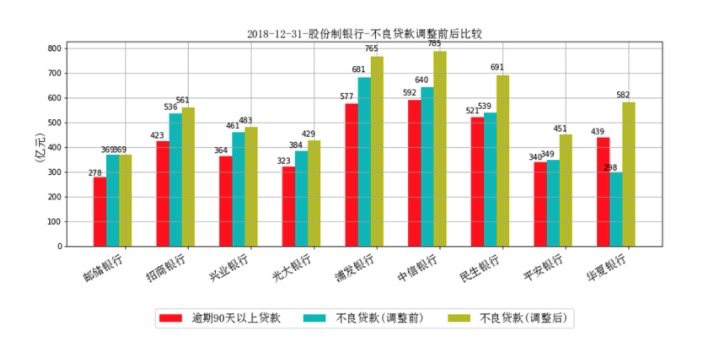 2018-12-31-股份制银行-不良贷款调整前后比较
(亿元)
800
700
600
500
400
300
200
100
0
278 369 369
423 536 561
364 461 483
323 384 429
577 681 765
592 640 785
521 539 691
340 349 451
439 298 582
邮储银行 招商银行 兴业银行 光大银行 浦发银行 中信银行 民生银行 平安银行 华夏银行
逾期90天以上贷款 不良贷款(调整前) 不良贷款(调整后)